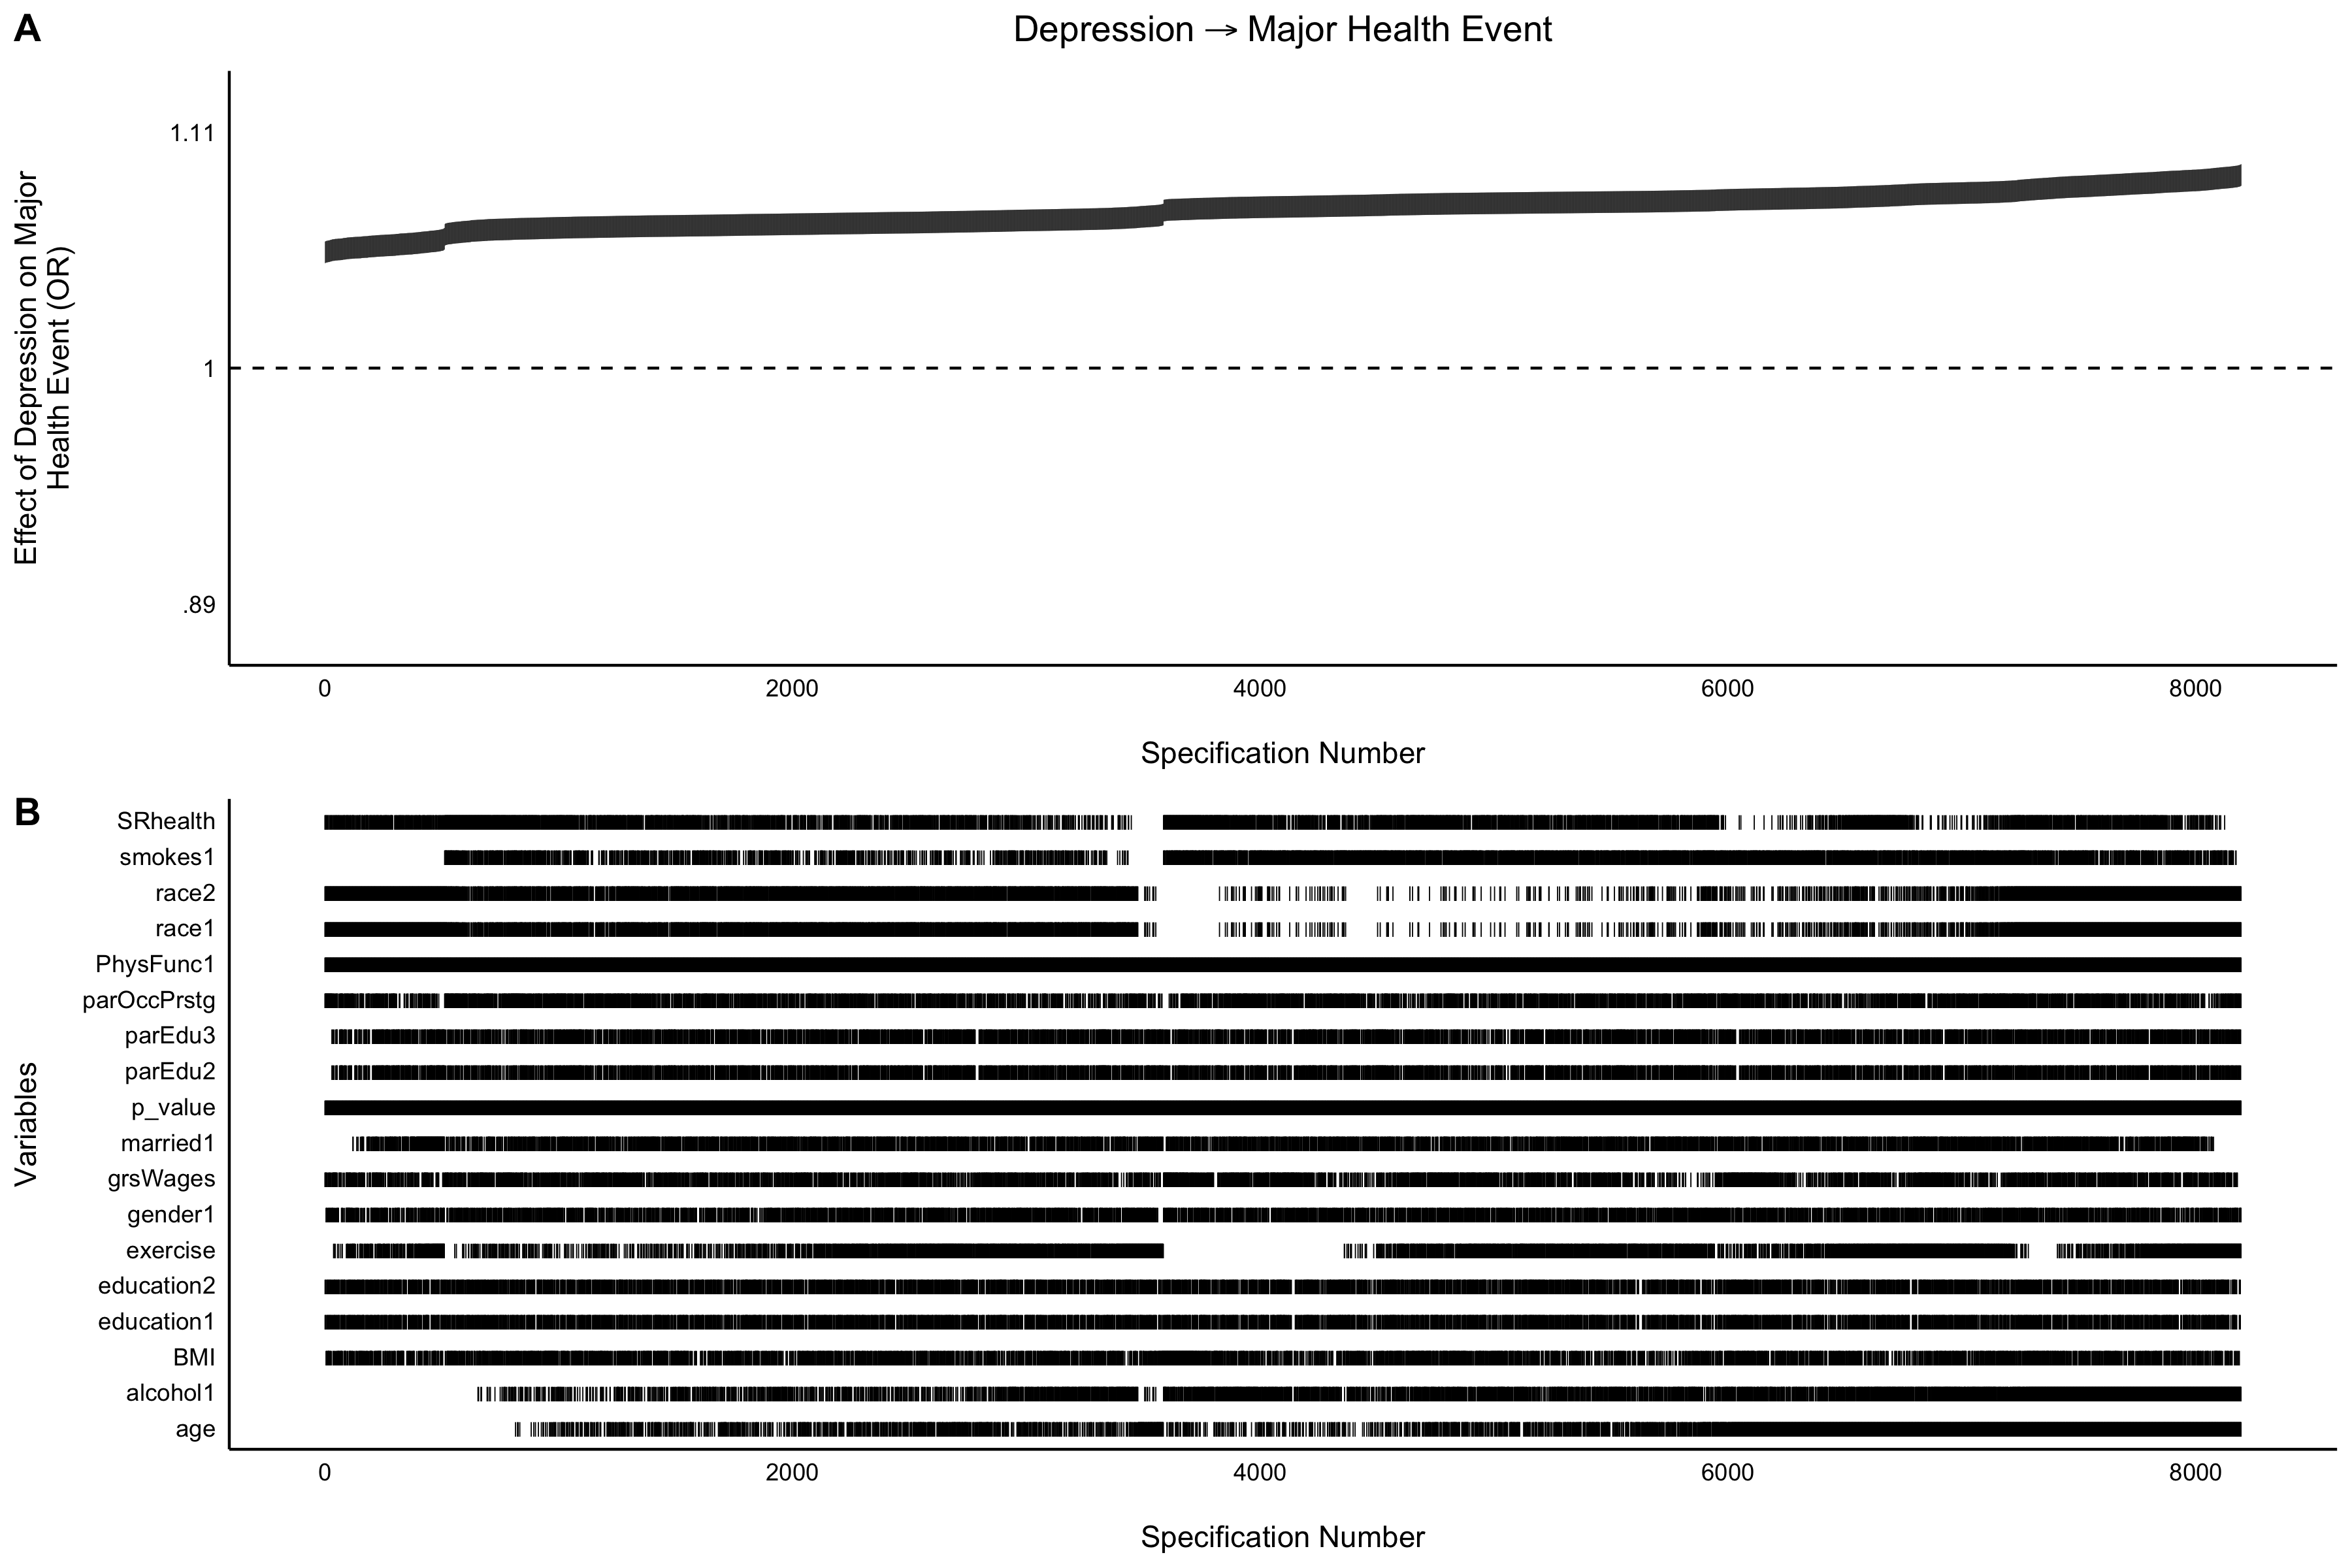 A
Depression → Major Health Event
Effect of Depression on Major
Health Event (OR)
1.11
1
.89
0 2000 4000 6000 8000
Specification Number
B
Variables
SRhealth
smokes1
race2
race1
PhysFunc1
parOccPrstg
parEdu3
parEdu2
p_value
married1
grsWages
gender1
exercise
education2
education1
BMI
alcohol1
age
0 2000 4000 6000 8000
Specification Number